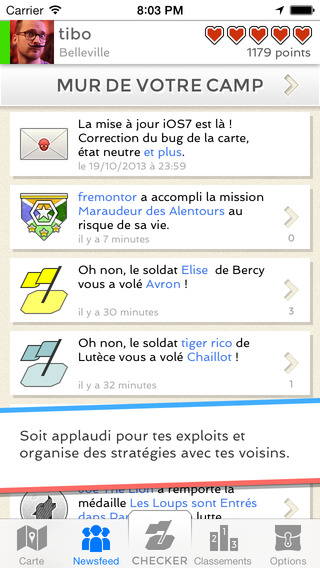 Carrier 8:03 PM
tibo
Belleville
1179 points
MUR DE VOTRE CAMP
La mise à jour iOS7 est là !
Correction du bug de la carte,
état neutre et plus.
le 19/10/2013 à 23:59
fremontor a accompli la mission
Maraudeur des Alentours au
risque de sa vie.
il y a 7 minutes
0
Oh non, le soldat Elise de Bercy
vous a volé Avron !
il y a 30 minutes
3
Oh non, le soldat tiger rico de
Lutèce vous a volé Chaillot !
il y a 32 minutes
1
Soit applaudi pour tes exploits et
organise des stratégies avec tes voisins.
Joe The Lion a remporté la
médaille Les Loups sont Entrés
dans
lutte
Carte
Newsfeed
CHECKER
Classements
Options